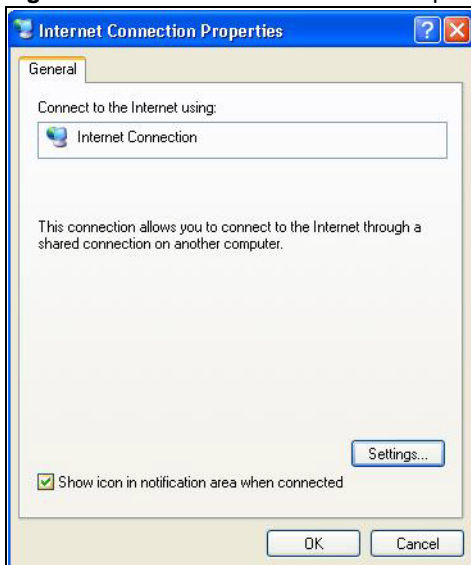 Internet Connection Properties
General
Connect to the Internet using:
Internet Connection
This connection allows you to connect to the Internet through a
shared connection on another computer.
Settings...
Show icon in notification area when connected
OK
Cancel